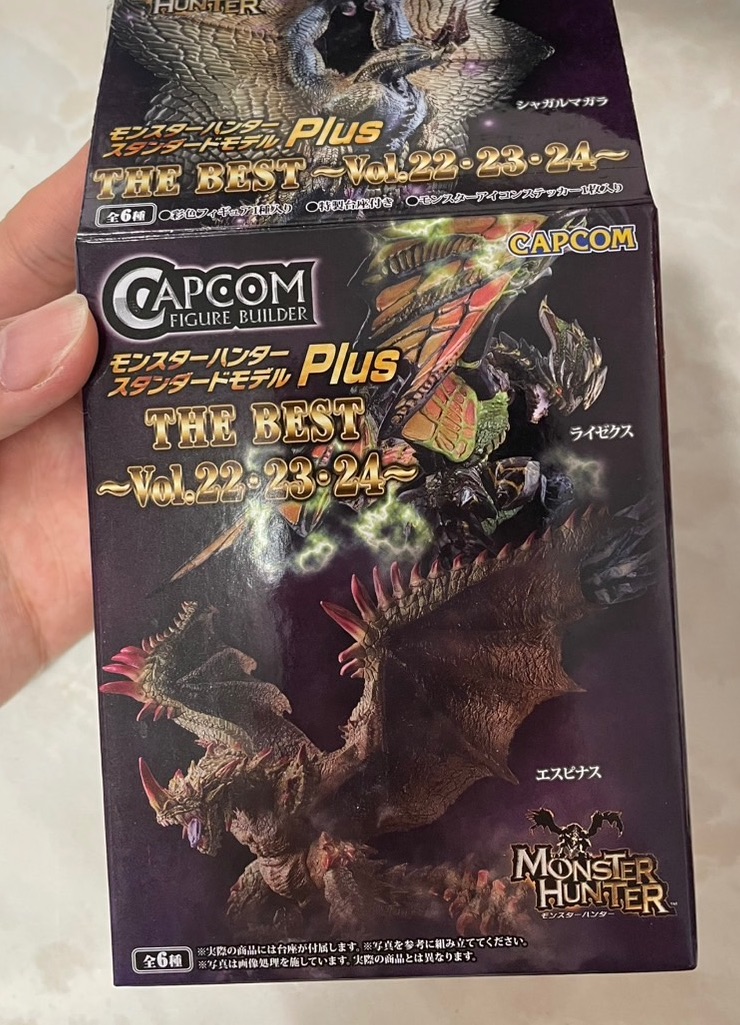 HUNTER
シャガルマガラ
モンスターハンター
スタンダードモデル Plus
THE BEST ~Vol.22・23・24~
全6種 ●彩色フィギュア1種入り ●特製台座付き ●モンスターアイコンステッカー1枚入り
CAPCOM
CAPCOM
FIGURE BUILDER
モンスターハンター
スタンダードモデル Plus
THE BEST
~Vol.22・23・24~
ライゼクス
エスピナス
MONSTER
HUNTER
モンスターハンター
全6種 ※実際の商品には台座が付属します。※写真を参考に組み立ててください。
※写真は画像処理を施しています。実際の商品とは異なります。